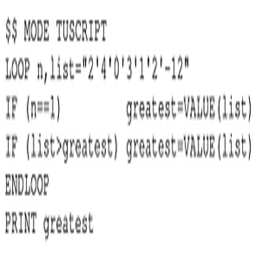 $$ MODE TUSCRIPT
LOOP n,list="2'4'0'3'1'2'-12"
IF (n==1) greatest=VALUE(list)
IF (list>greatest) greatest=VALUE(list)
ENDLOOP
PRINT greatest